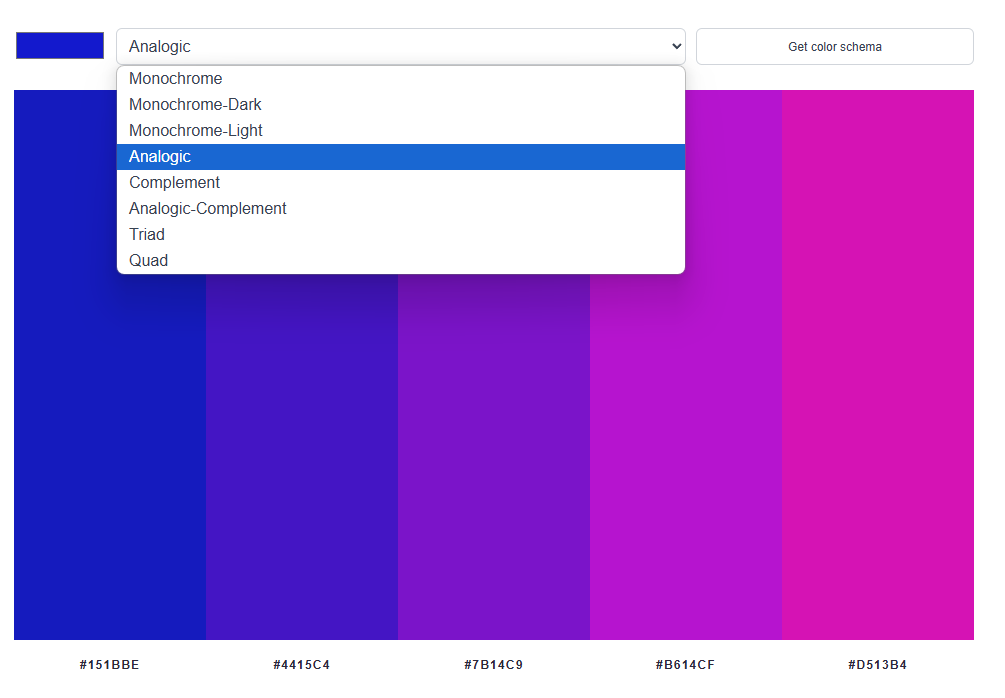 Analogic
Get color schema
Monochrome
Monochrome-Dark
Monochrome-Light
Analogic
Complement
Analogic-Complement
Triad
Quad
#151BBE
#4415C4
#7B14C9
#B614CF
#D513B4